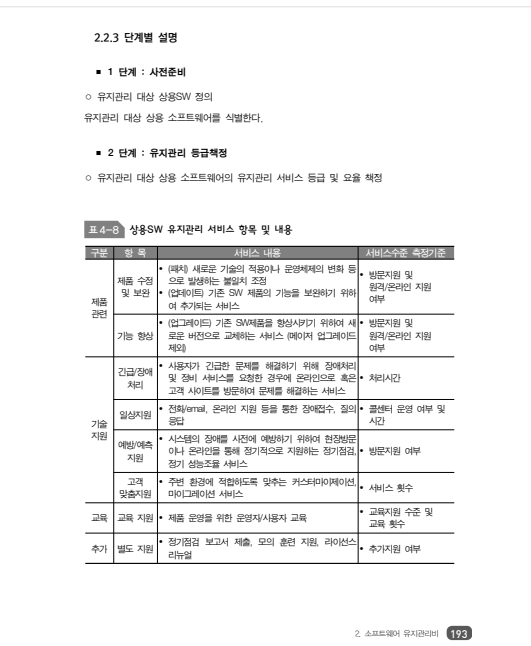 2.2.3 단계별 설명
▪ 1 단계 : 사전준비
○ 유지관리 대상 상용SW 정의
유지관리 대상 상용 소프트웨어를 식별한다.
▪ 2 단계 : 유지관리 등급책정
○ 유지관리 대상 상용 소프트웨어의 유지관리 서비스 등급 및 요율 책정
표 4-8 상용SW 유지관리 서비스 항목 및 내용
구분 항 목 서비스 내용 서비스수준 측정기준
제품
관련
제품 수정
및 보완
• (패치) 새로운 기술의 적용이나 운영체제의 변화 등
으로 발생하는 불일치 조정
• (업데이트) 기존 SW 제품의 기능을 보완하기 위하
여 추가되는 서비스
• 방문지원 및
원격/온라인 지원
여부
기능 향상
• (업그레이드) 기존 SW제품을 향상시키기 위하여 새
로운 버전으로 교체하는 서비스 (메이저 업그레이드
제외)
• 방문지원 및
원격/온라인 지원
여부
기술
지원
긴급/장애
처리
• 사용자가 긴급한 문제를 해결하기 위해 장애처리
및 정비 서비스를 요청한 경우에 온라인으로 혹은
고객 사이트를 방문하여 문제를 해결하는 서비스
• 처리시간
일상지원
• 전화/email, 온라인 지원 등을 통한 장애접수, 질의
응답
• 콜센터 운영 여부 및
시간
예방/예측
지원
• 시스템의 장애를 사전에 예방하기 위하여 현장방문
이나 온라인을 통해 정기적으로 지원하는 정기점검,
정기 성능조율 서비스
• 방문지원 여부
고객
맞춤지원
• 주변 환경에 적합하도록 맞추는 커스터마이제이션,
마이그레이션 서비스
• 서비스 횟수
교육 교육 지원
• 제품 운영을 위한 운영자/사용자 교육
• 교육지원 수준 및
교육 횟수
추가 별도 지원
• 정기점검 보고서 제출, 모의 훈련 지원, 라이선스
리뉴얼
• 추가지원 여부
2. 소프트웨어 유지관리비 193